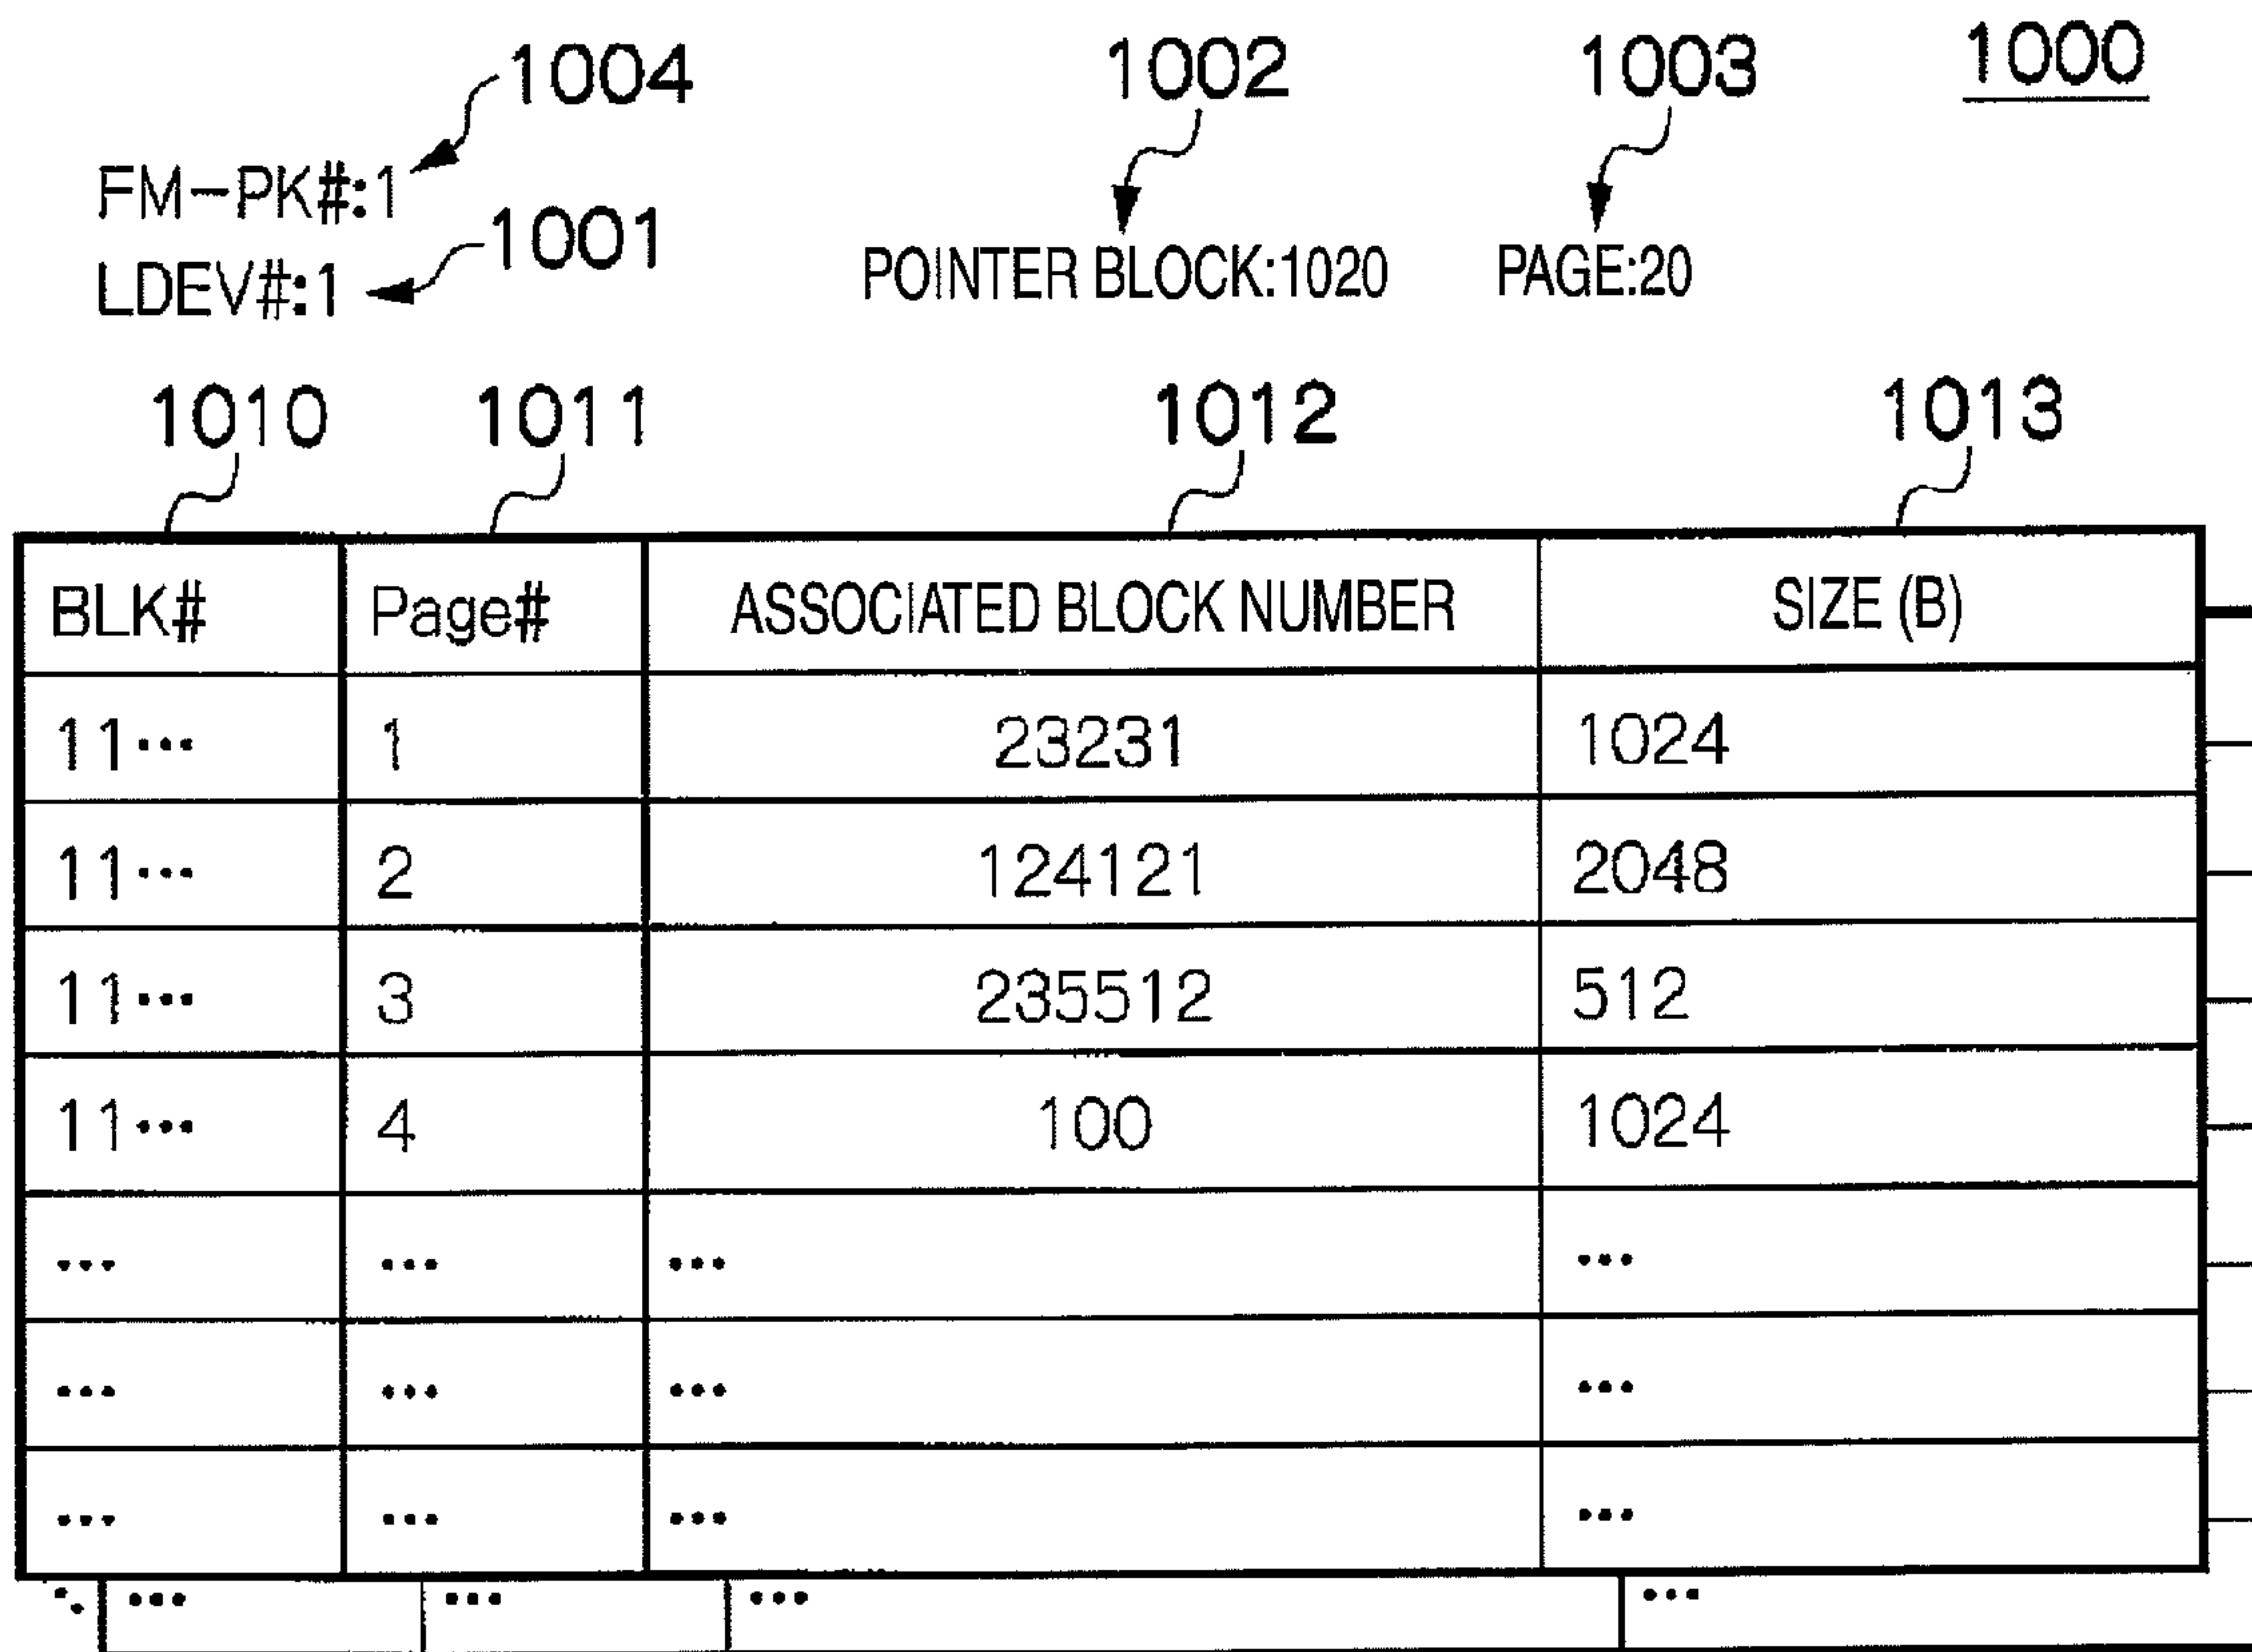 1004 1002 1003 1000
FM-PK#:1
1001
LDEV#:1 POINTER BLOCK:1020 PAGE:20
1010 1011 1012 1013
BLK# Page# ASSOCIATED BLOCK NUMBER SIZE (B)
11... 1 23231 1024
11... 2 124121 2048
11... 3 235512 512
11... 4 100 1024
... ... ... ...
... ... ... ...
... ... ... ...
... ... ... ...